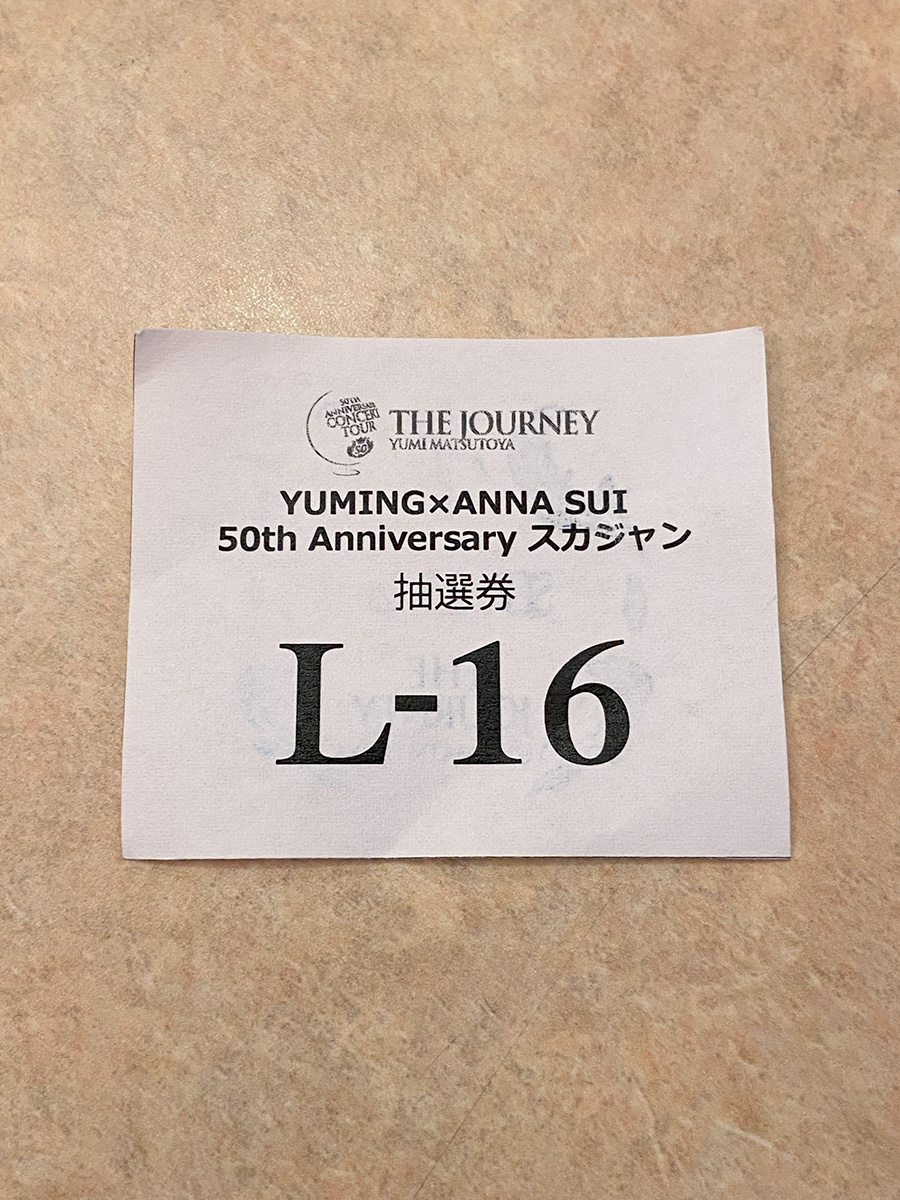 50TH
ANNIVERSARY
CONCERT
TOUR
50
THE JOURNEY
YUMI MATSUTOYA
YUMING×ANNA SUI
50th Anniversary スカジャン
抽選券
L-16